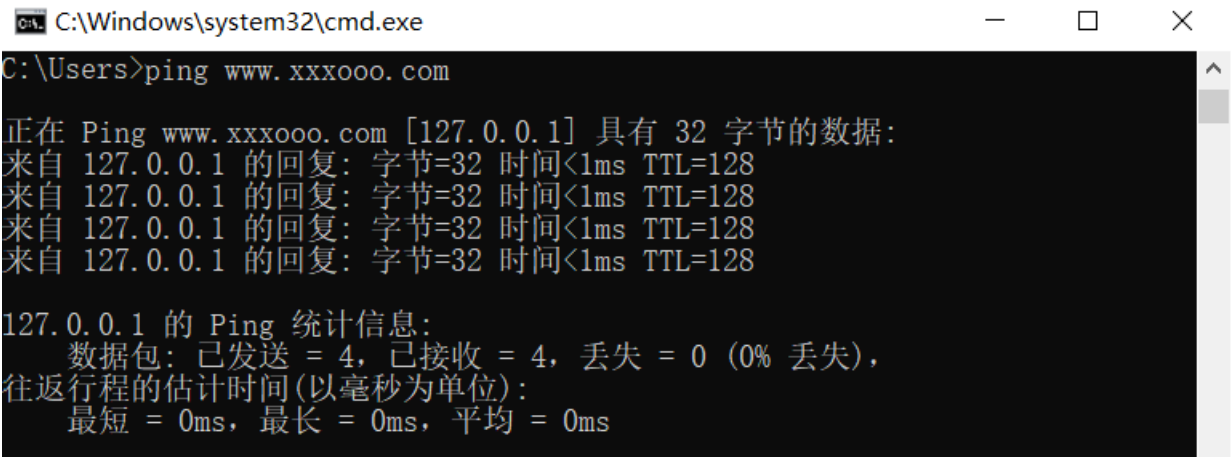 C:\Windows\system32\cmd.exe
C:\Users>ping www.xxxooo.com
正在 Ping www.xxxooo.com [127.0.0.1] 具有 32 字节的数据:
来自 127.0.0.1 的回复: 字节=32 时间<1ms TTL=128
来自 127.0.0.1 的回复: 字节=32 时间<1ms TTL=128
来自 127.0.0.1 的回复: 字节=32 时间<1ms TTL=128
来自 127.0.0.1 的回复: 字节=32 时间<1ms TTL=128
127.0.0.1 的 Ping 统计信息:
数据包: 已发送 = 4，已接收 = 4，丢失 = 0 (0% 丢失)，
往返行程的估计时间(以毫秒为单位):
最短 = 0ms，最长 = 0ms，平均 = 0ms